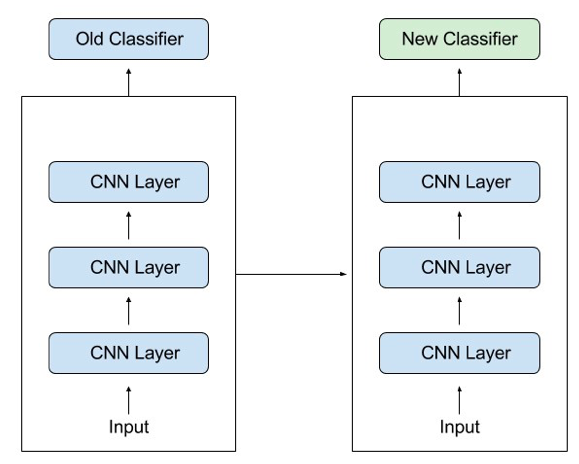 Old Classifier
New Classifier
CNN Layer
CNN Layer
CNN Layer
CNN Layer
CNN Layer
CNN Layer
Input
Input